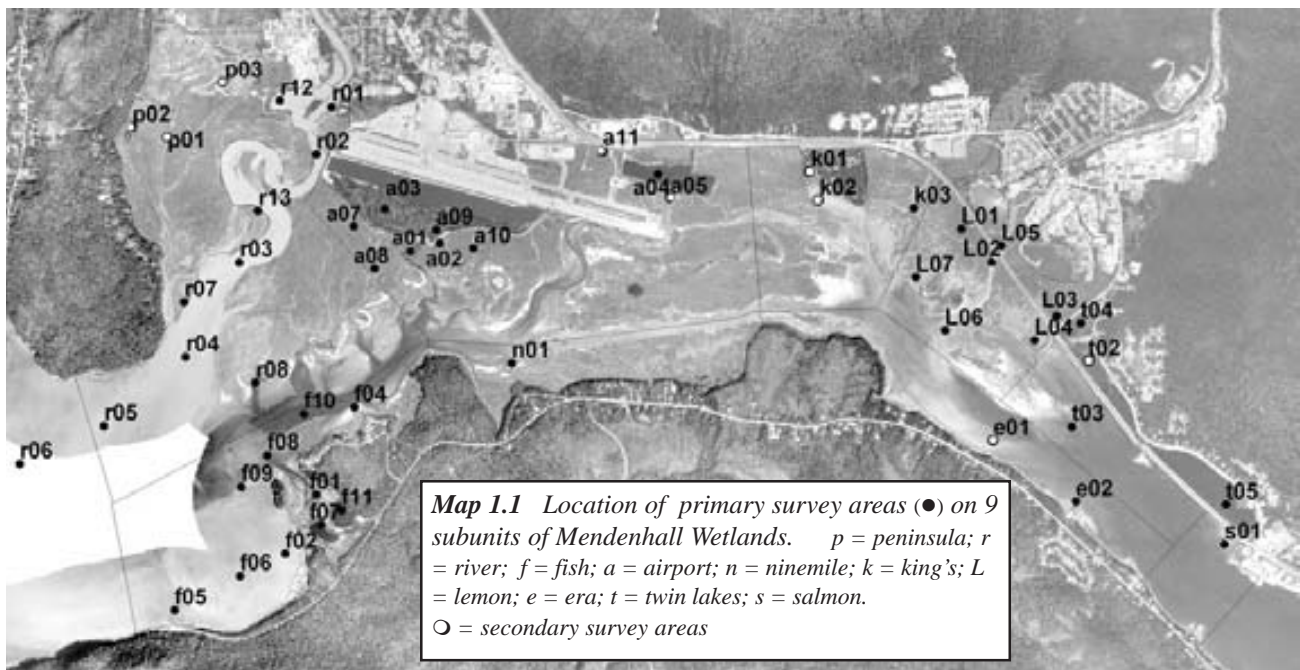 p03
r12
r01
p02
p01
r02
a11
k01
a04
a05
k02
a03
r13
k03
a07
a09
L01
a01
L05
r03
a02
a10
L02
a08
L07
r07
L03
t04
L06
L04
r04
n01
t02
r08
f04
f10
r05
t03
e01
r06
f08
f09
f01
f11
e02
t05
f07
s01
f02
f06
f05
Map 1.1 Location of primary survey areas (●) on 9
subunits of Mendenhall Wetlands. p = peninsula; r
= river; f = fish; a = airport; n = ninemile; k = king's; L
= lemon; e = era; t = twin lakes; s = salmon.
○ = secondary survey areas